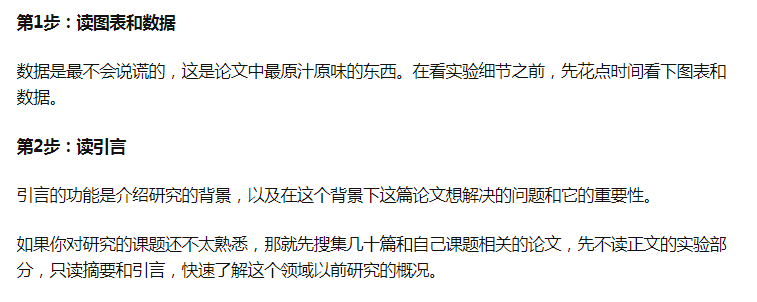 第1步：读图表和数据
数据是最不会说谎的，这是论文中最原汁原味的东西。在看实验细节之前，先花点时间看下图表和
数据。
第2步：读引言
引言的功能是介绍研究的背景，以及在这个背景下这篇论文想解决的问题和它的重要性。
如果你对研究的课题还不太熟悉，那就先搜集几十篇和自己课题相关的论文，先不读正文的实验部
分，只读摘要和引言，快速了解这个领域以前研究的概况。